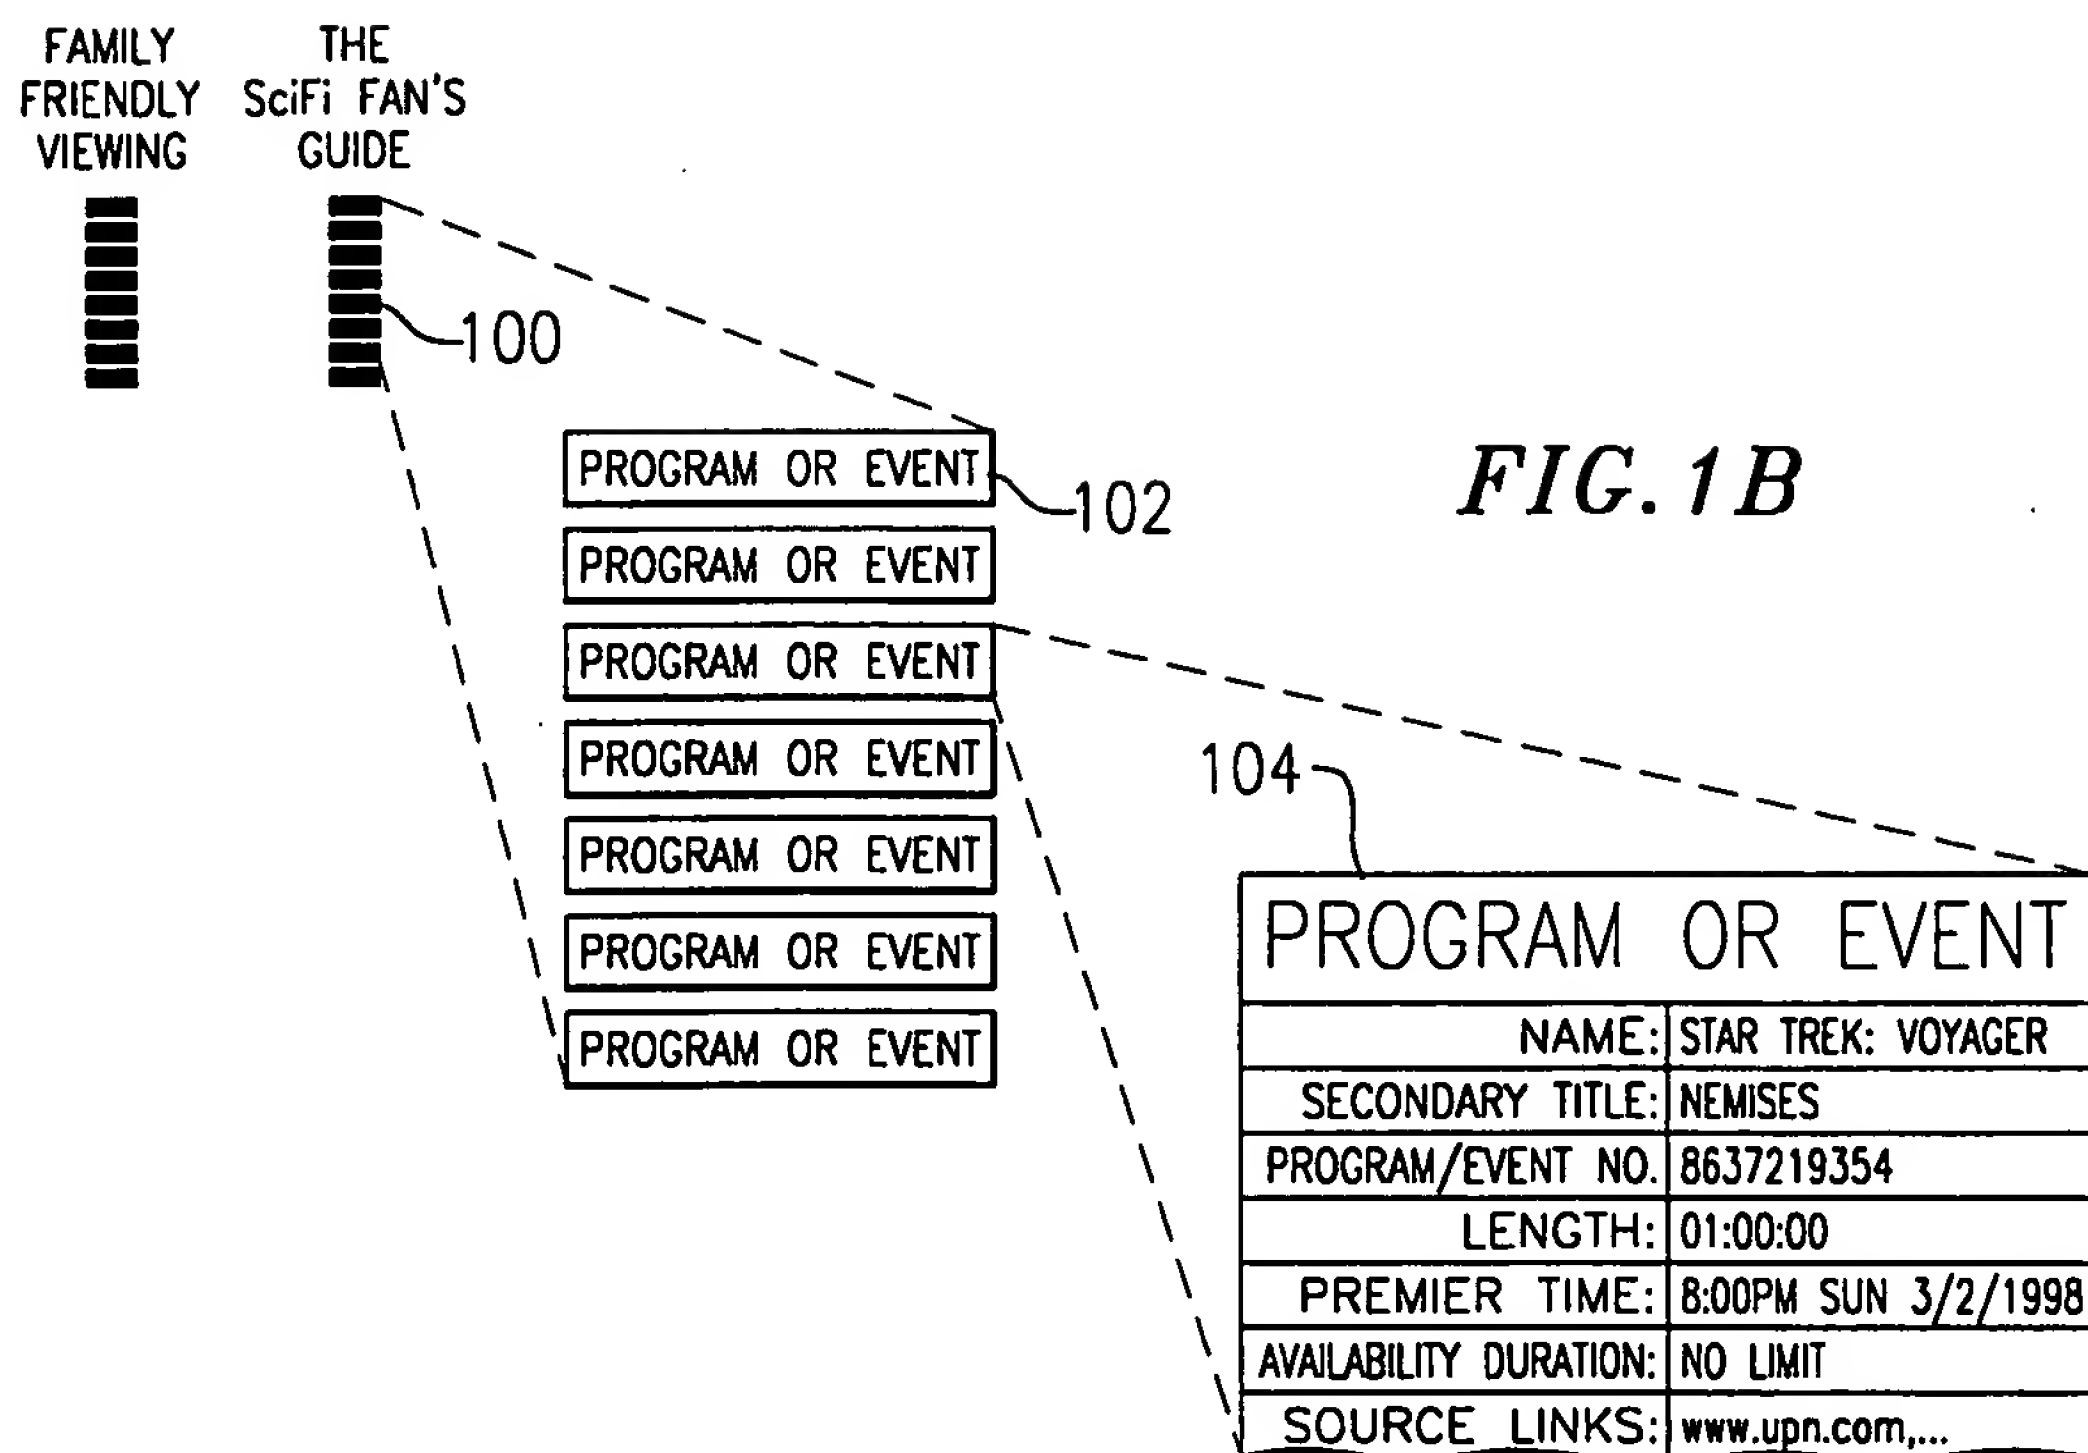 FAMILY
FRIENDLY
VIEWING
THE
SciFi FAN'S
GUIDE
100
PROGRAM OR EVENT
102
PROGRAM OR EVENT
PROGRAM OR EVENT
PROGRAM OR EVENT
PROGRAM OR EVENT
PROGRAM OR EVENT
PROGRAM OR EVENT
FIG. 1B
104
PROGRAM OR EVENT
NAME: STAR TREK: VOYAGER
SECONDARY TITLE: NEMISES
PROGRAM/EVENT NO. 8637219354
LENGTH: 01:00:00
PREMIER TIME: 8:00PM SUN 3/2/1998
AVAILABILITY DURATION: NO LIMIT
SOURCE LINKS: www.upn.com,...